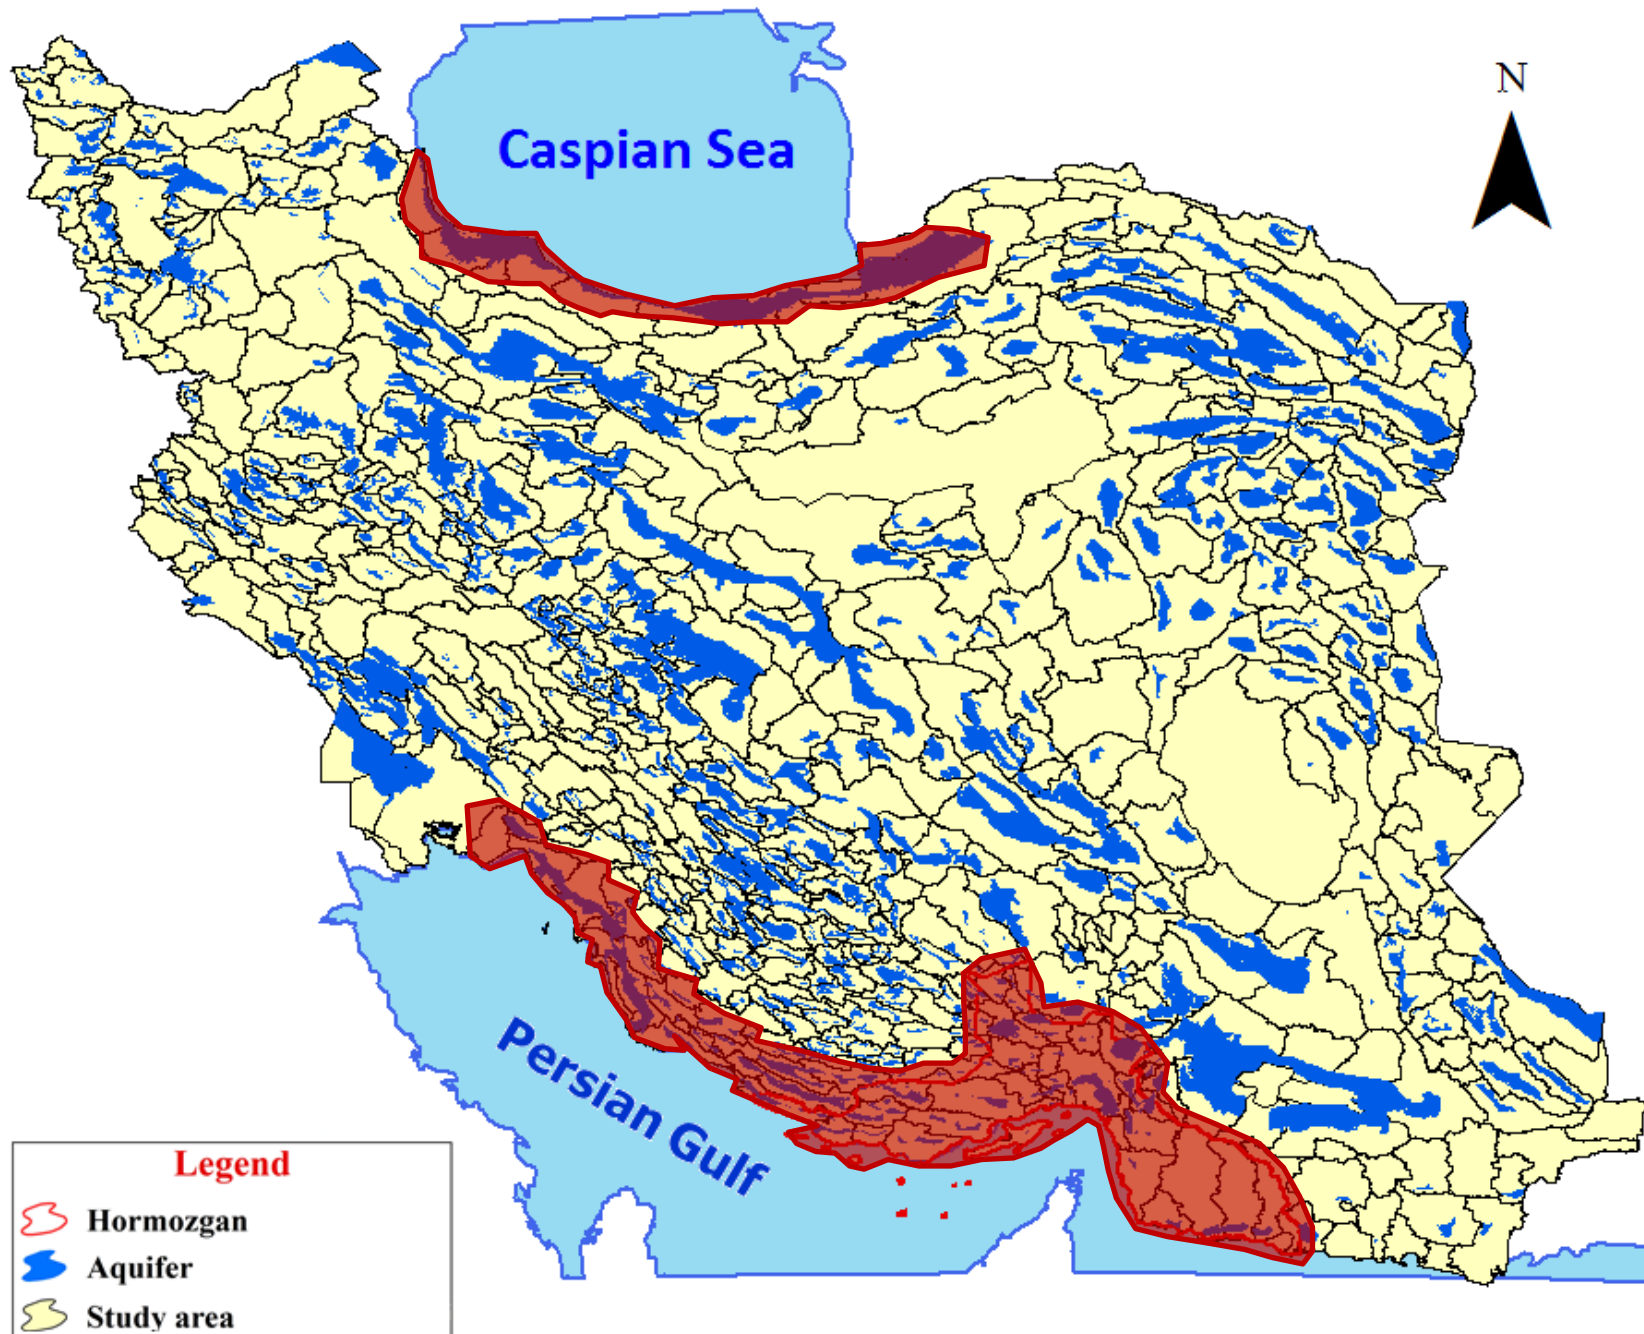 Caspian Sea
N
Persian Gulf
Legend
Hormozgan
Aquifer
Study area